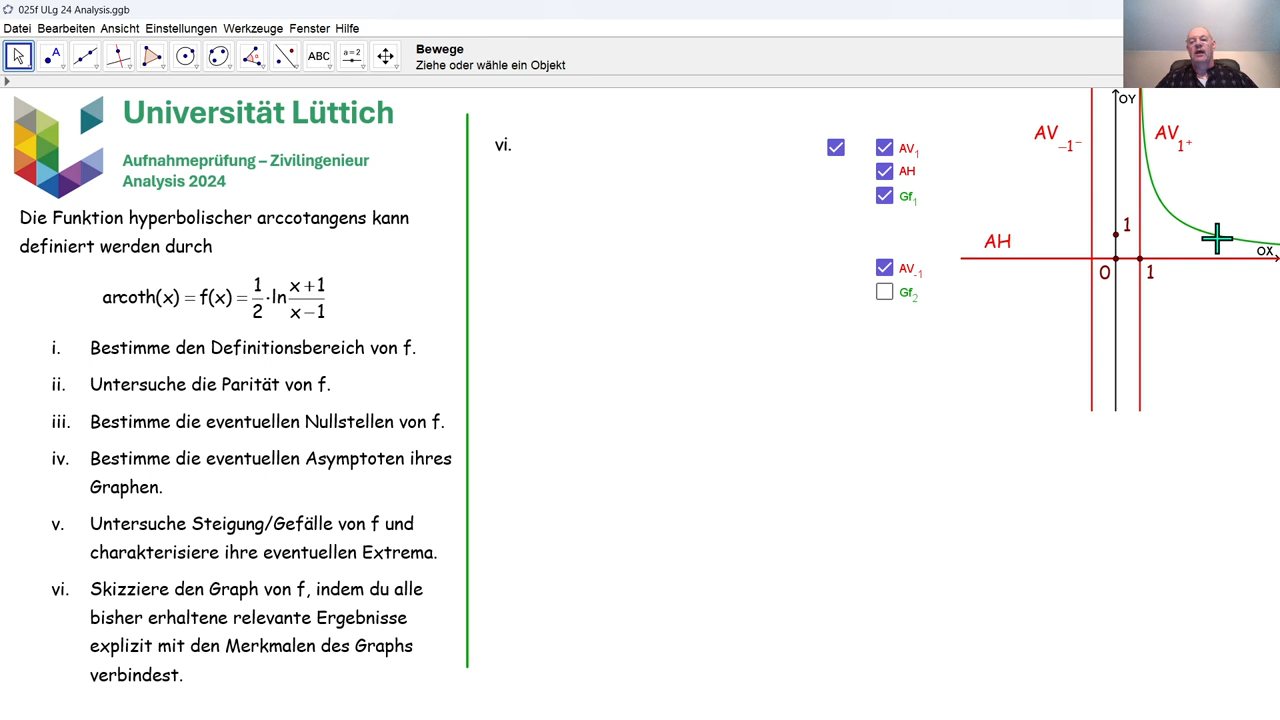 025f ULg 24 Analysis.ggb
Datei Bearbeiten Ansicht Einstellungen Werkzeuge Fenster Hilfe
A
ABC
a=2
Bewege
Ziehe oder wähle ein Objekt
Universität Lüttich
Aufnahmeprüfung – Zivilingenieur
Analysis 2024
Die Funktion hyperbolischer arccotangens kann
definiert werden durch
arcoth(x) = f(x) = 1/2 · ln (x+1)/(x−1)
i. Bestimme den Definitionsbereich von f.
ii. Untersuche die Parität von f.
iii. Bestimme die eventuellen Nullstellen von f.
iv. Bestimme die eventuellen Asymptoten ihres
Graphen.
v. Untersuche Steigung/Gefälle von f und
charakterisiere ihre eventuellen Extrema.
vi. Skizziere den Graph von f, indem du alle
bisher erhaltene relevante Ergebnisse
explizit mit den Merkmalen des Graphs
verbindest.
vi.
AV₁
AH
Gf₁
AV₋₁
Gf₂
OY
AV₋₁⁻
AV₁⁺
1
AH
OX
0
1